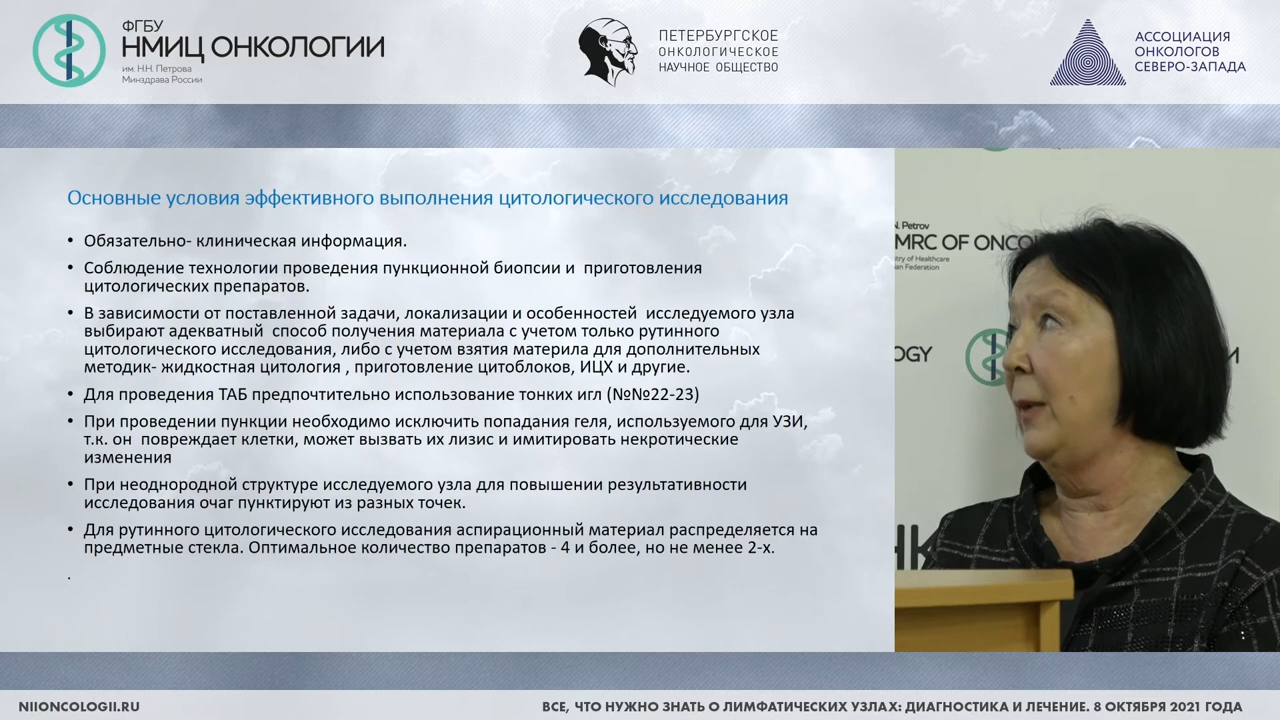 ФГБУ
НМИЦ ОНКОЛОГИИ
им. Н.Н. Петрова
Минздрава России
ПЕТЕРБУРГСКОЕ
ОНКОЛОГИЧЕСКОЕ
НАУЧНОЕ ОБЩЕСТВО
АССОЦИАЦИЯ
ОНКОЛОГОВ
СЕВЕРО-ЗАПАДА
Основные условия эффективного выполнения цитологического исследования
• Обязательно- клиническая информация.
• Соблюдение технологии проведения пункционной биопсии и приготовления
цитологических препаратов.
• В зависимости от поставленной задачи, локализации и особенностей исследуемого узла
выбирают адекватный способ получения материала с учетом только рутинного
цитологического исследования, либо с учетом взятия материла для дополнительных
методик- жидкостная цитология , приготовление цитоблоков, ИЦХ и другие.
• Для проведения ТАБ предпочтительно использование тонких игл (№№22-23)
• При проведении пункции необходимо исключить попадания геля, используемого для УЗИ,
т.к. он повреждает клетки, может вызвать их лизис и имитировать некротические
изменения
• При неоднородной структуре исследуемого узла для повышении результативности
исследования очаг пунктируют из разных точек.
• Для рутинного цитологического исследования аспирационный материал распределяется на
предметные стекла. Оптимальное количество препаратов - 4 и более, но не менее 2-х.
.
N. Petrov
MRC OF ONCO
try of Healthcare
ian Federation
OGY
И
НК
NIIONCOLOGII.RU
ВСЕ, ЧТО НУЖНО ЗНАТЬ О ЛИМФАТИЧЕСКИХ УЗЛАХ: ДИАГНОСТИКА И ЛЕЧЕНИЕ. 8 ОКТЯБРЯ 2021 ГОДА